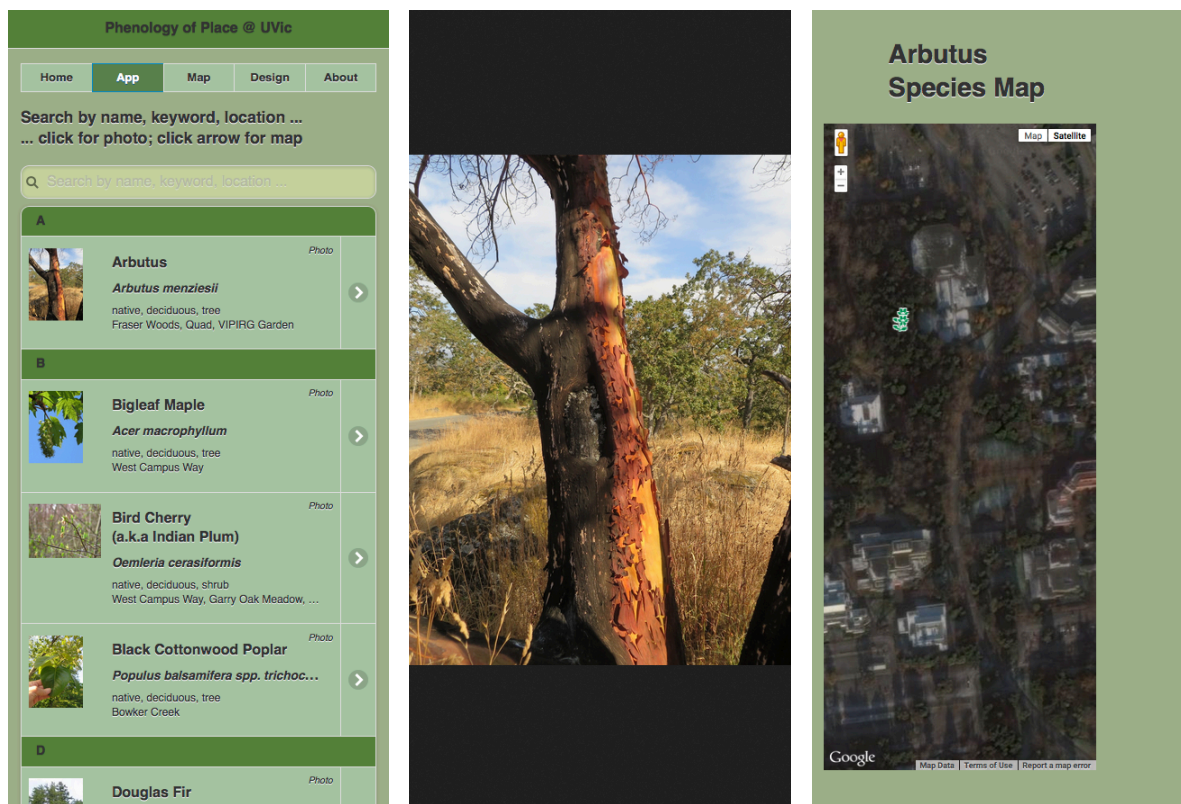 Phenology of Place @ UVic
Home App Map Design About
Search by name, keyword, location ...
... click for photo; click arrow for map
Search by name, keyword, location ...
A
Photo
Arbutus
Arbutus menziesii
native, deciduous, tree
Fraser Woods, Quad, VIPIRG Garden
B
Photo
Bigleaf Maple
Acer macrophyllum
native, deciduous, tree
West Campus Way
Photo
Bird Cherry
(a.k.a Indian Plum)
Oemleria cerasiformis
native, deciduous, shrub
West Campus Way, Garry Oak Meadow, ...
Photo
Black Cottonwood Poplar
Populus balsamifera spp. trichoc...
native, deciduous, tree
Bowker Creek
D
Photo
Douglas Fir
Arbutus
Species Map
Map Satellite
+
−
Google
Map Data Terms of Use Report a map error